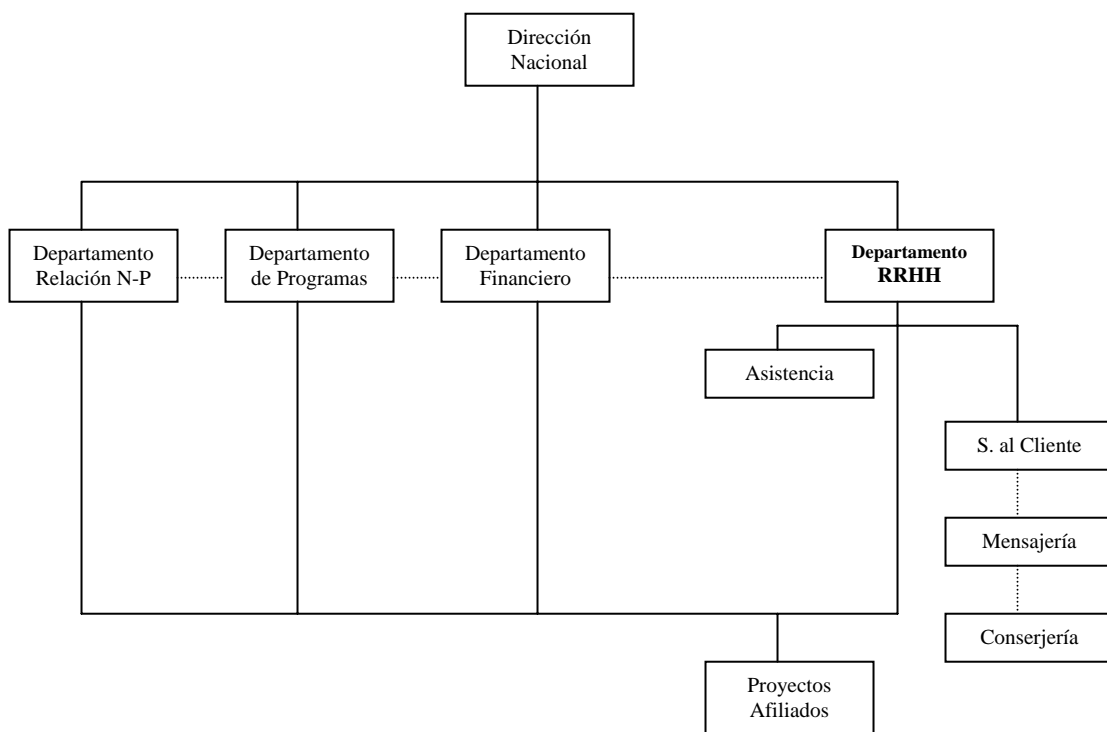 Dirección
Nacional
Departamento
Relación N-P
Departamento
de Programas
Departamento
Financiero
Departamento
RRHH
Asistencia
S. al Cliente
Mensajería
Conserjería
Proyectos
Afiliados